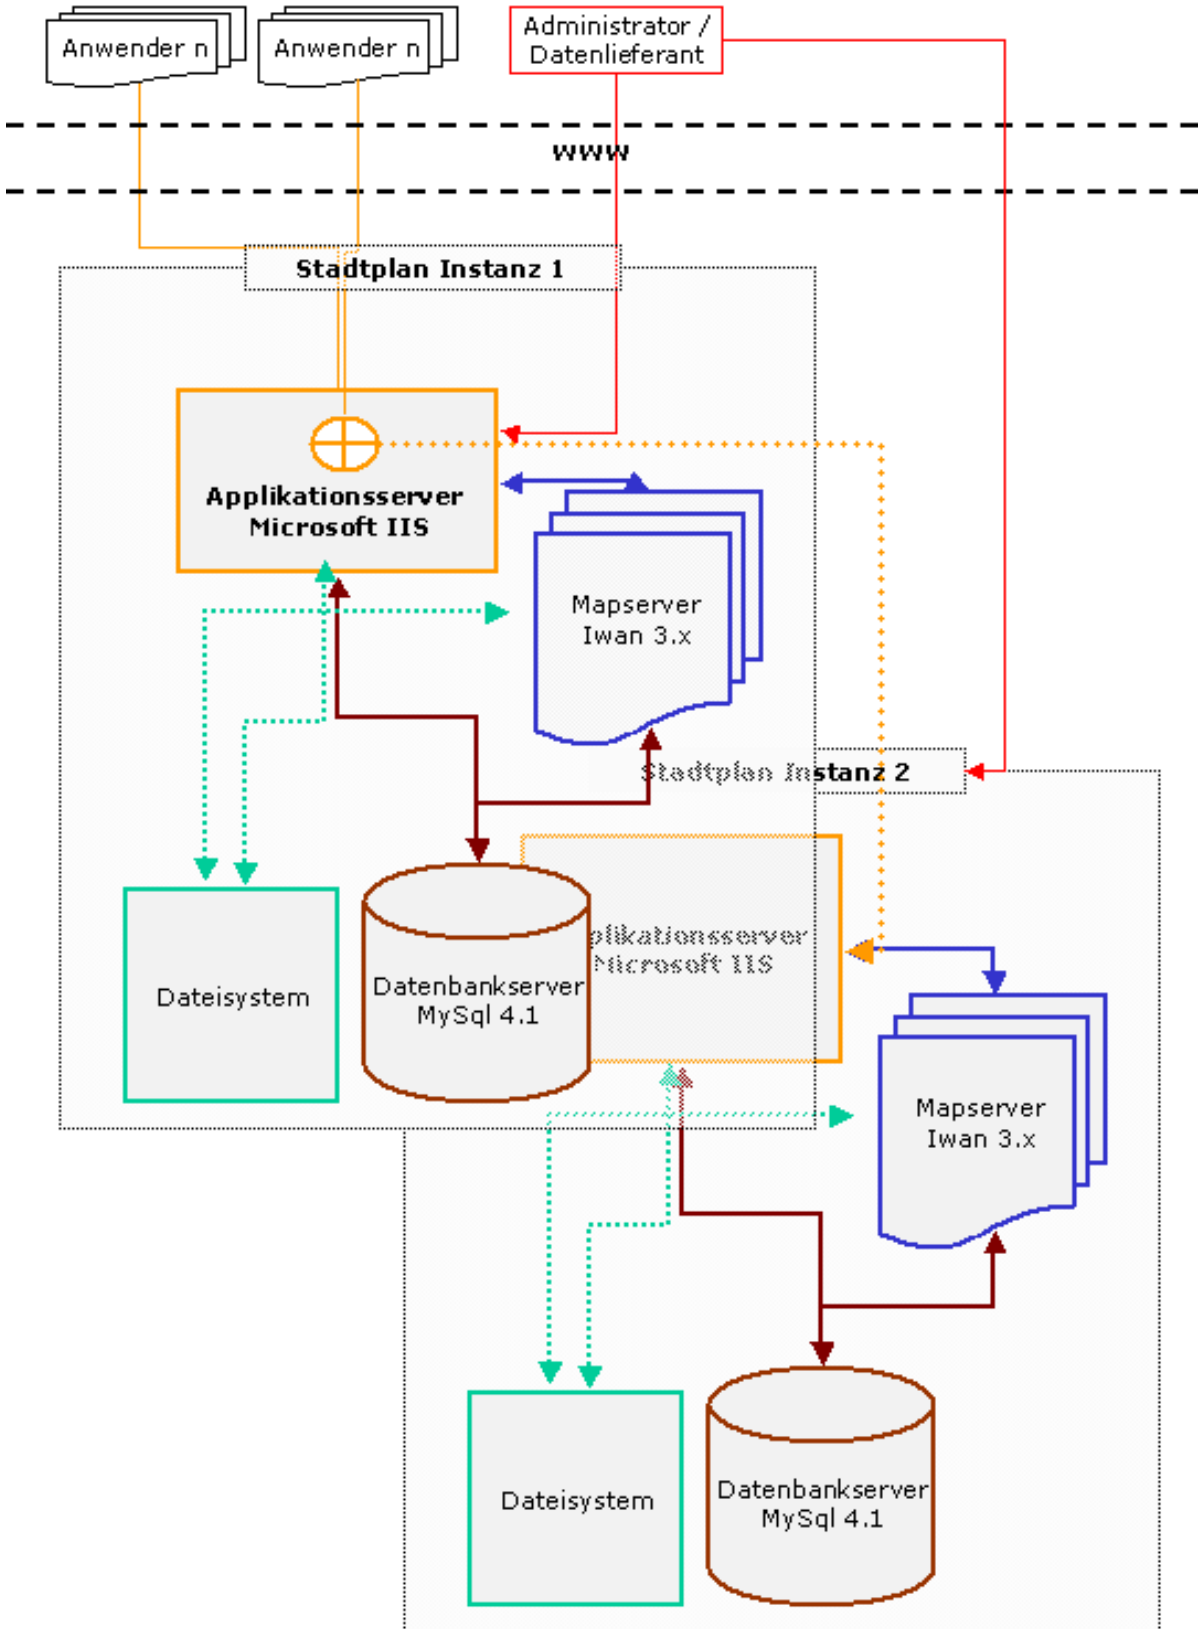 Anwender n
Anwender n
Administrator /
Datenlieferant
www
Stadtplan Instanz 1
Applikationsserver
Microsoft IIS
Mapserver
Iwan 3.x
Stadtplan Instanz 2
Dateisystem
Datenbankserver
MySql 4.1
plikationsserver
Microsoft IIS
Mapserver
Iwan 3.x
Dateisystem
Datenbankserver
MySql 4.1